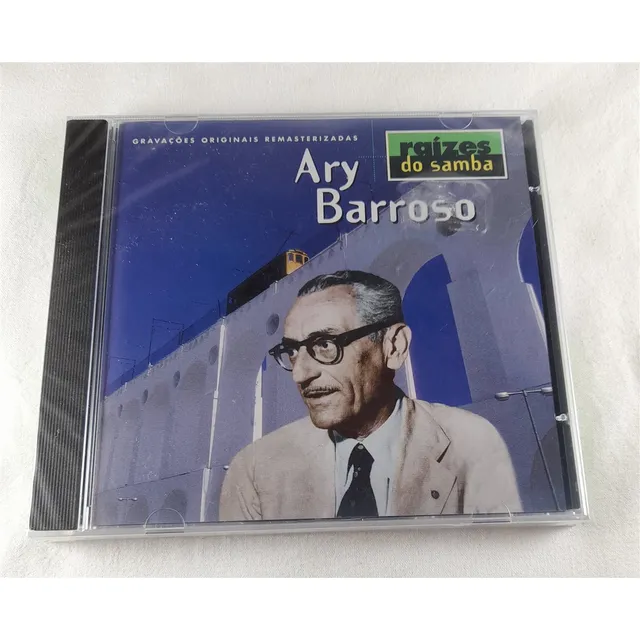 GRAVAÇÕES ORIGINAIS REMASTERIZADAS
raízes
do samba
Ary
Barroso